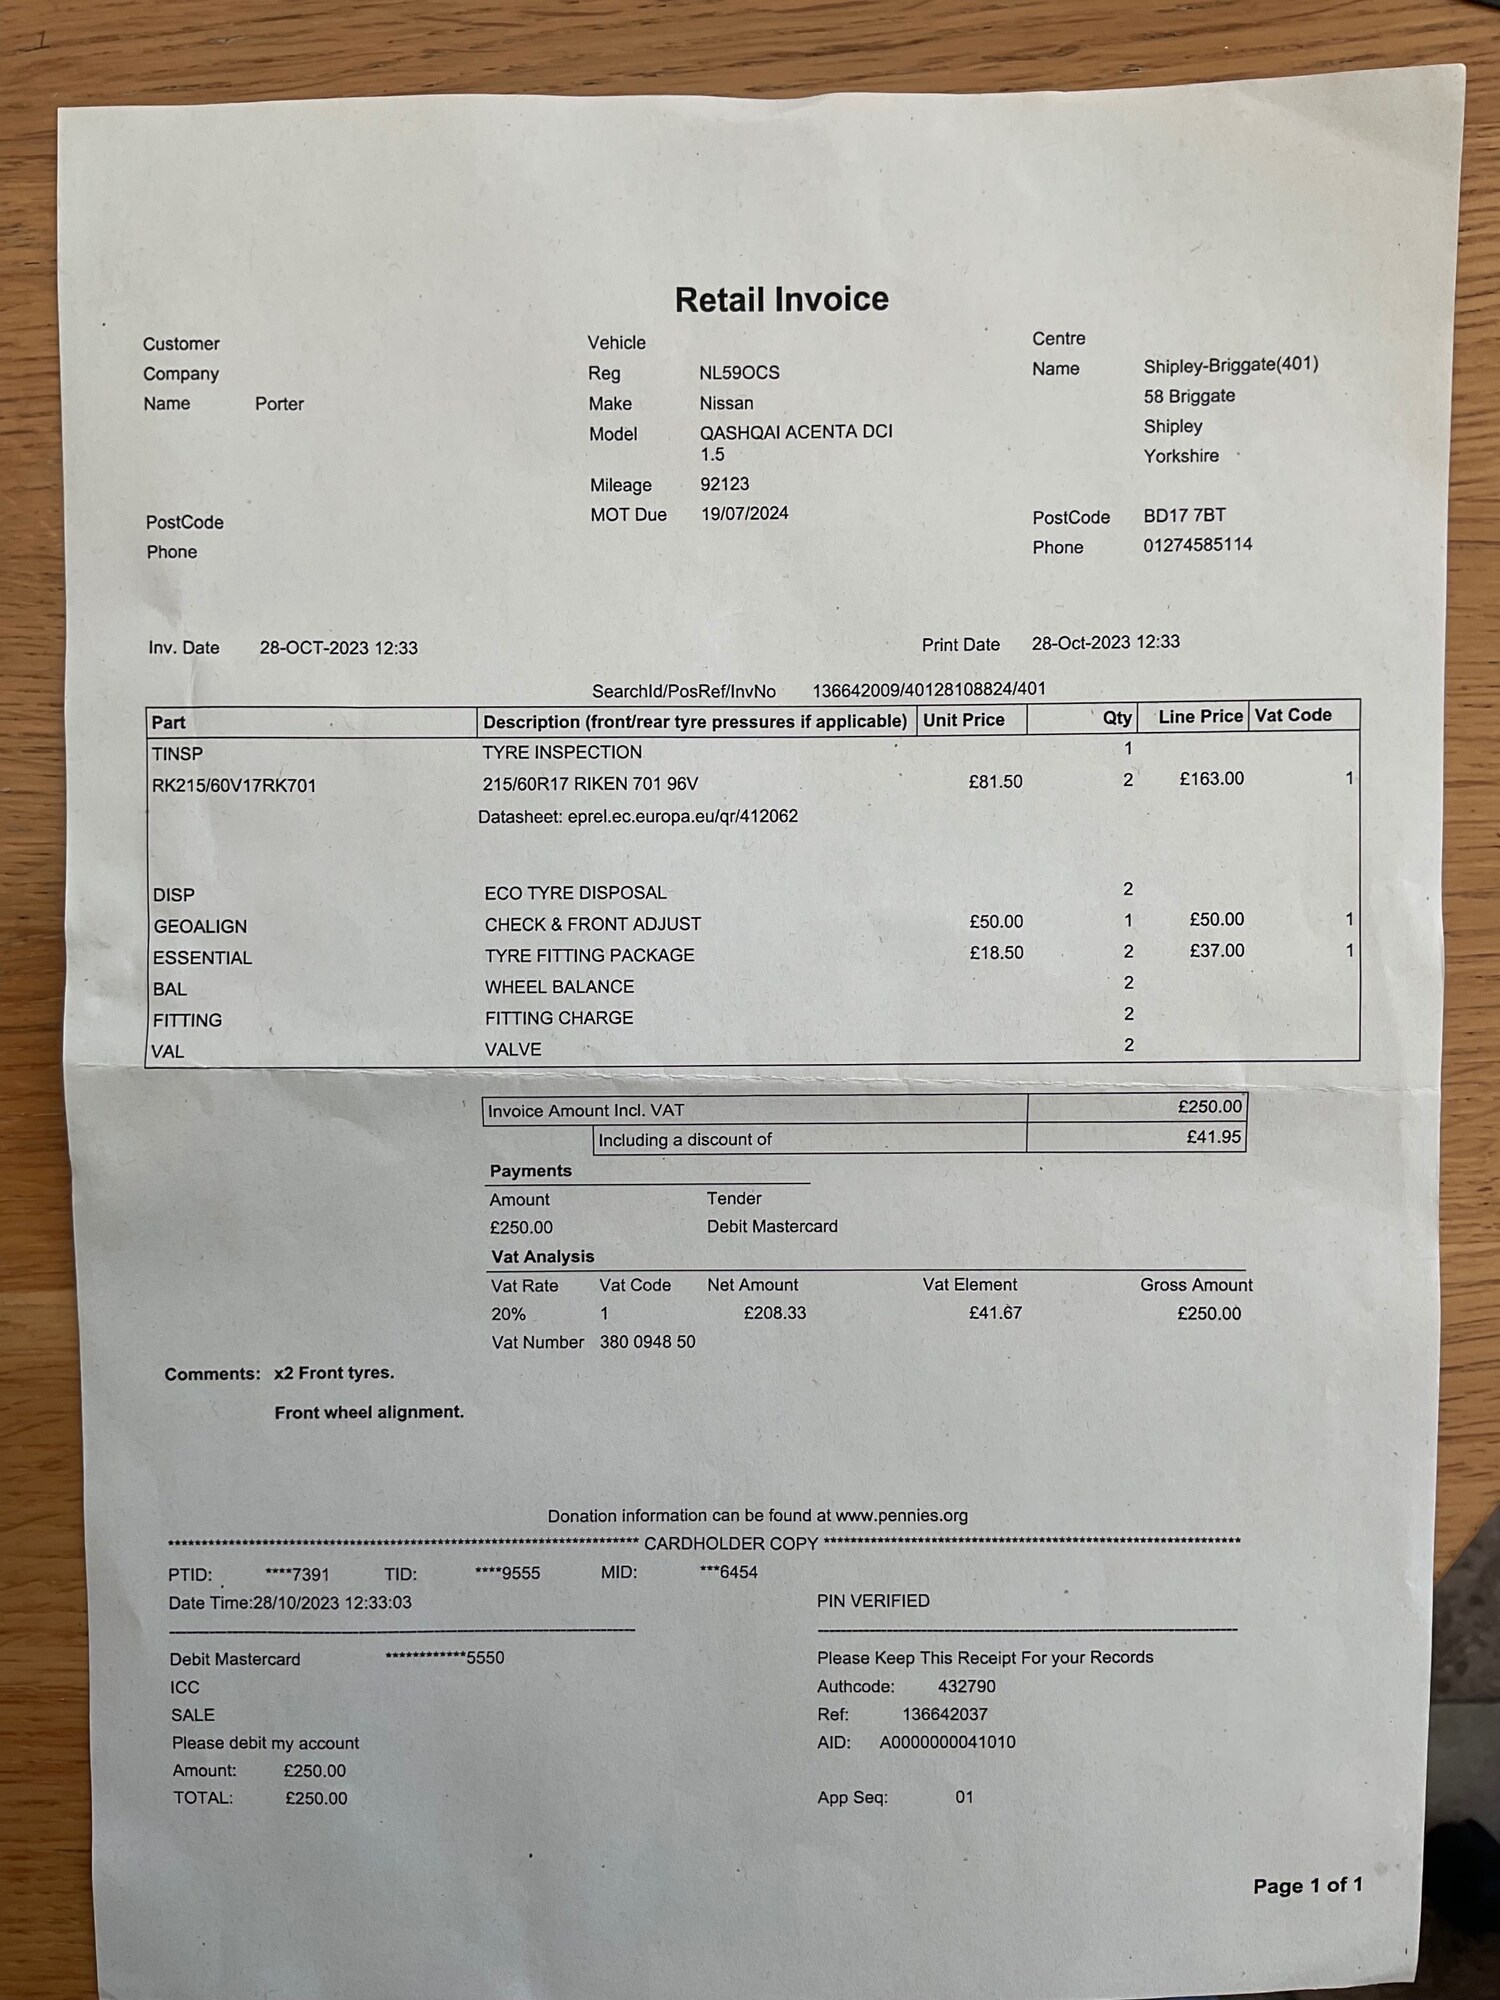 Retail Invoice
Customer
Company
Name Porter
PostCode
Phone
Vehicle
Reg NL59OCS
Make Nissan
Model QASHQAI ACENTA DCI
1.5
Mileage 92123
MOT Due 19/07/2024
Centre
Name Shipley-Briggate(401)
58 Briggate
Shipley
Yorkshire
PostCode BD17 7BT
Phone 01274585114
Inv. Date 28-OCT-2023 12:33
Print Date 28-Oct-2023 12:33
SearchId/PosRef/InvNo 136642009/40128108824/401
Part Description (front/rear tyre pressures if applicable) Unit Price Qty Line Price Vat Code
TINSP TYRE INSPECTION 1
RK215/60V17RK701 215/60R17 RIKEN 701 96V £81.50 2 £163.00 1
Datasheet: eprel.ec.europa.eu/qr/412062
DISP ECO TYRE DISPOSAL 2
GEOALIGN CHECK & FRONT ADJUST £50.00 1 £50.00 1
ESSENTIAL TYRE FITTING PACKAGE £18.50 2 £37.00 1
BAL WHEEL BALANCE 2
FITTING FITTING CHARGE 2
VAL VALVE 2
Invoice Amount Incl. VAT £250.00
Including a discount of £41.95
Payments
Amount Tender
£250.00 Debit Mastercard
Vat Analysis
Vat Rate Vat Code Net Amount Vat Element Gross Amount
20% 1 £208.33 £41.67 £250.00
Vat Number 380 0948 50
Comments: x2 Front tyres.
Front wheel alignment.
Donation information can be found at www.pennies.org
CARDHOLDER COPY
PTID: ****7391 TID: ****9555 MID: ***6454
Date Time:28/10/2023 12:33:03 PIN VERIFIED
Debit Mastercard ************5550
ICC
SALE
Please debit my account
Amount: £250.00
TOTAL: £250.00
Please Keep This Receipt For your Records
Authcode: 432790
Ref: 136642037
AID: A0000000041010
App Seq: 01
Page 1 of 1